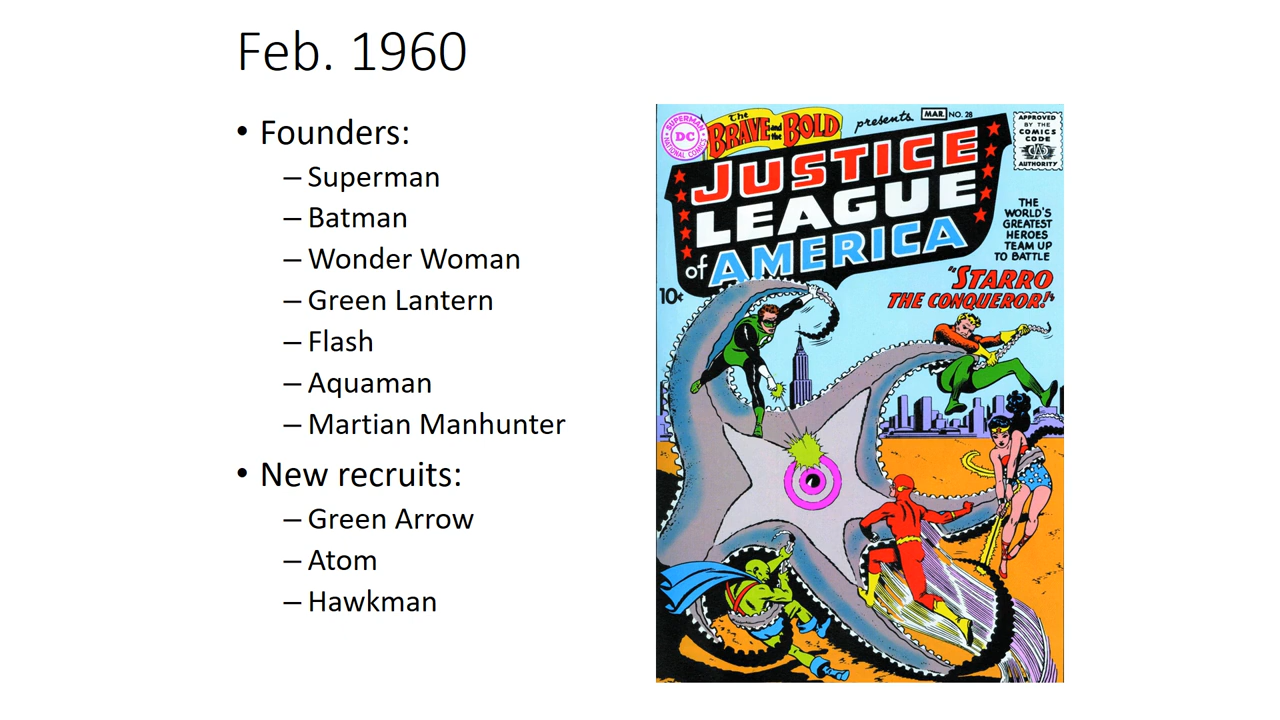 Feb. 1960
• Founders:
– Superman
– Batman
– Wonder Woman
– Green Lantern
– Flash
– Aquaman
– Martian Manhunter
• New recruits:
– Green Arrow
– Atom
– Hawkman
SUPERMAN
DC
NATIONAL COMICS
The BRAVE and the BOLD presents MAR. NO. 28
APPROVED
BY THE
COMICS
CODE
AUTHORITY
JUSTICE
LEAGUE
of AMERICA
10¢
THE
WORLD'S
GREATEST
HEROES
TEAM UP
TO BATTLE
"STARRO
THE CONQUEROR!"